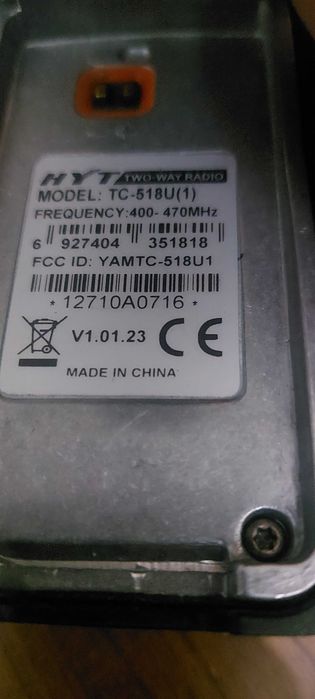 HYT TWO-WAY RADIO
MODEL: TC-518U(1)
FREQUENCY:400- 470MHz
6 927404 351818
FCC ID: YAMTC-518U1
* 12710A0716 *
V1.01.23 CE
MADE IN CHINA